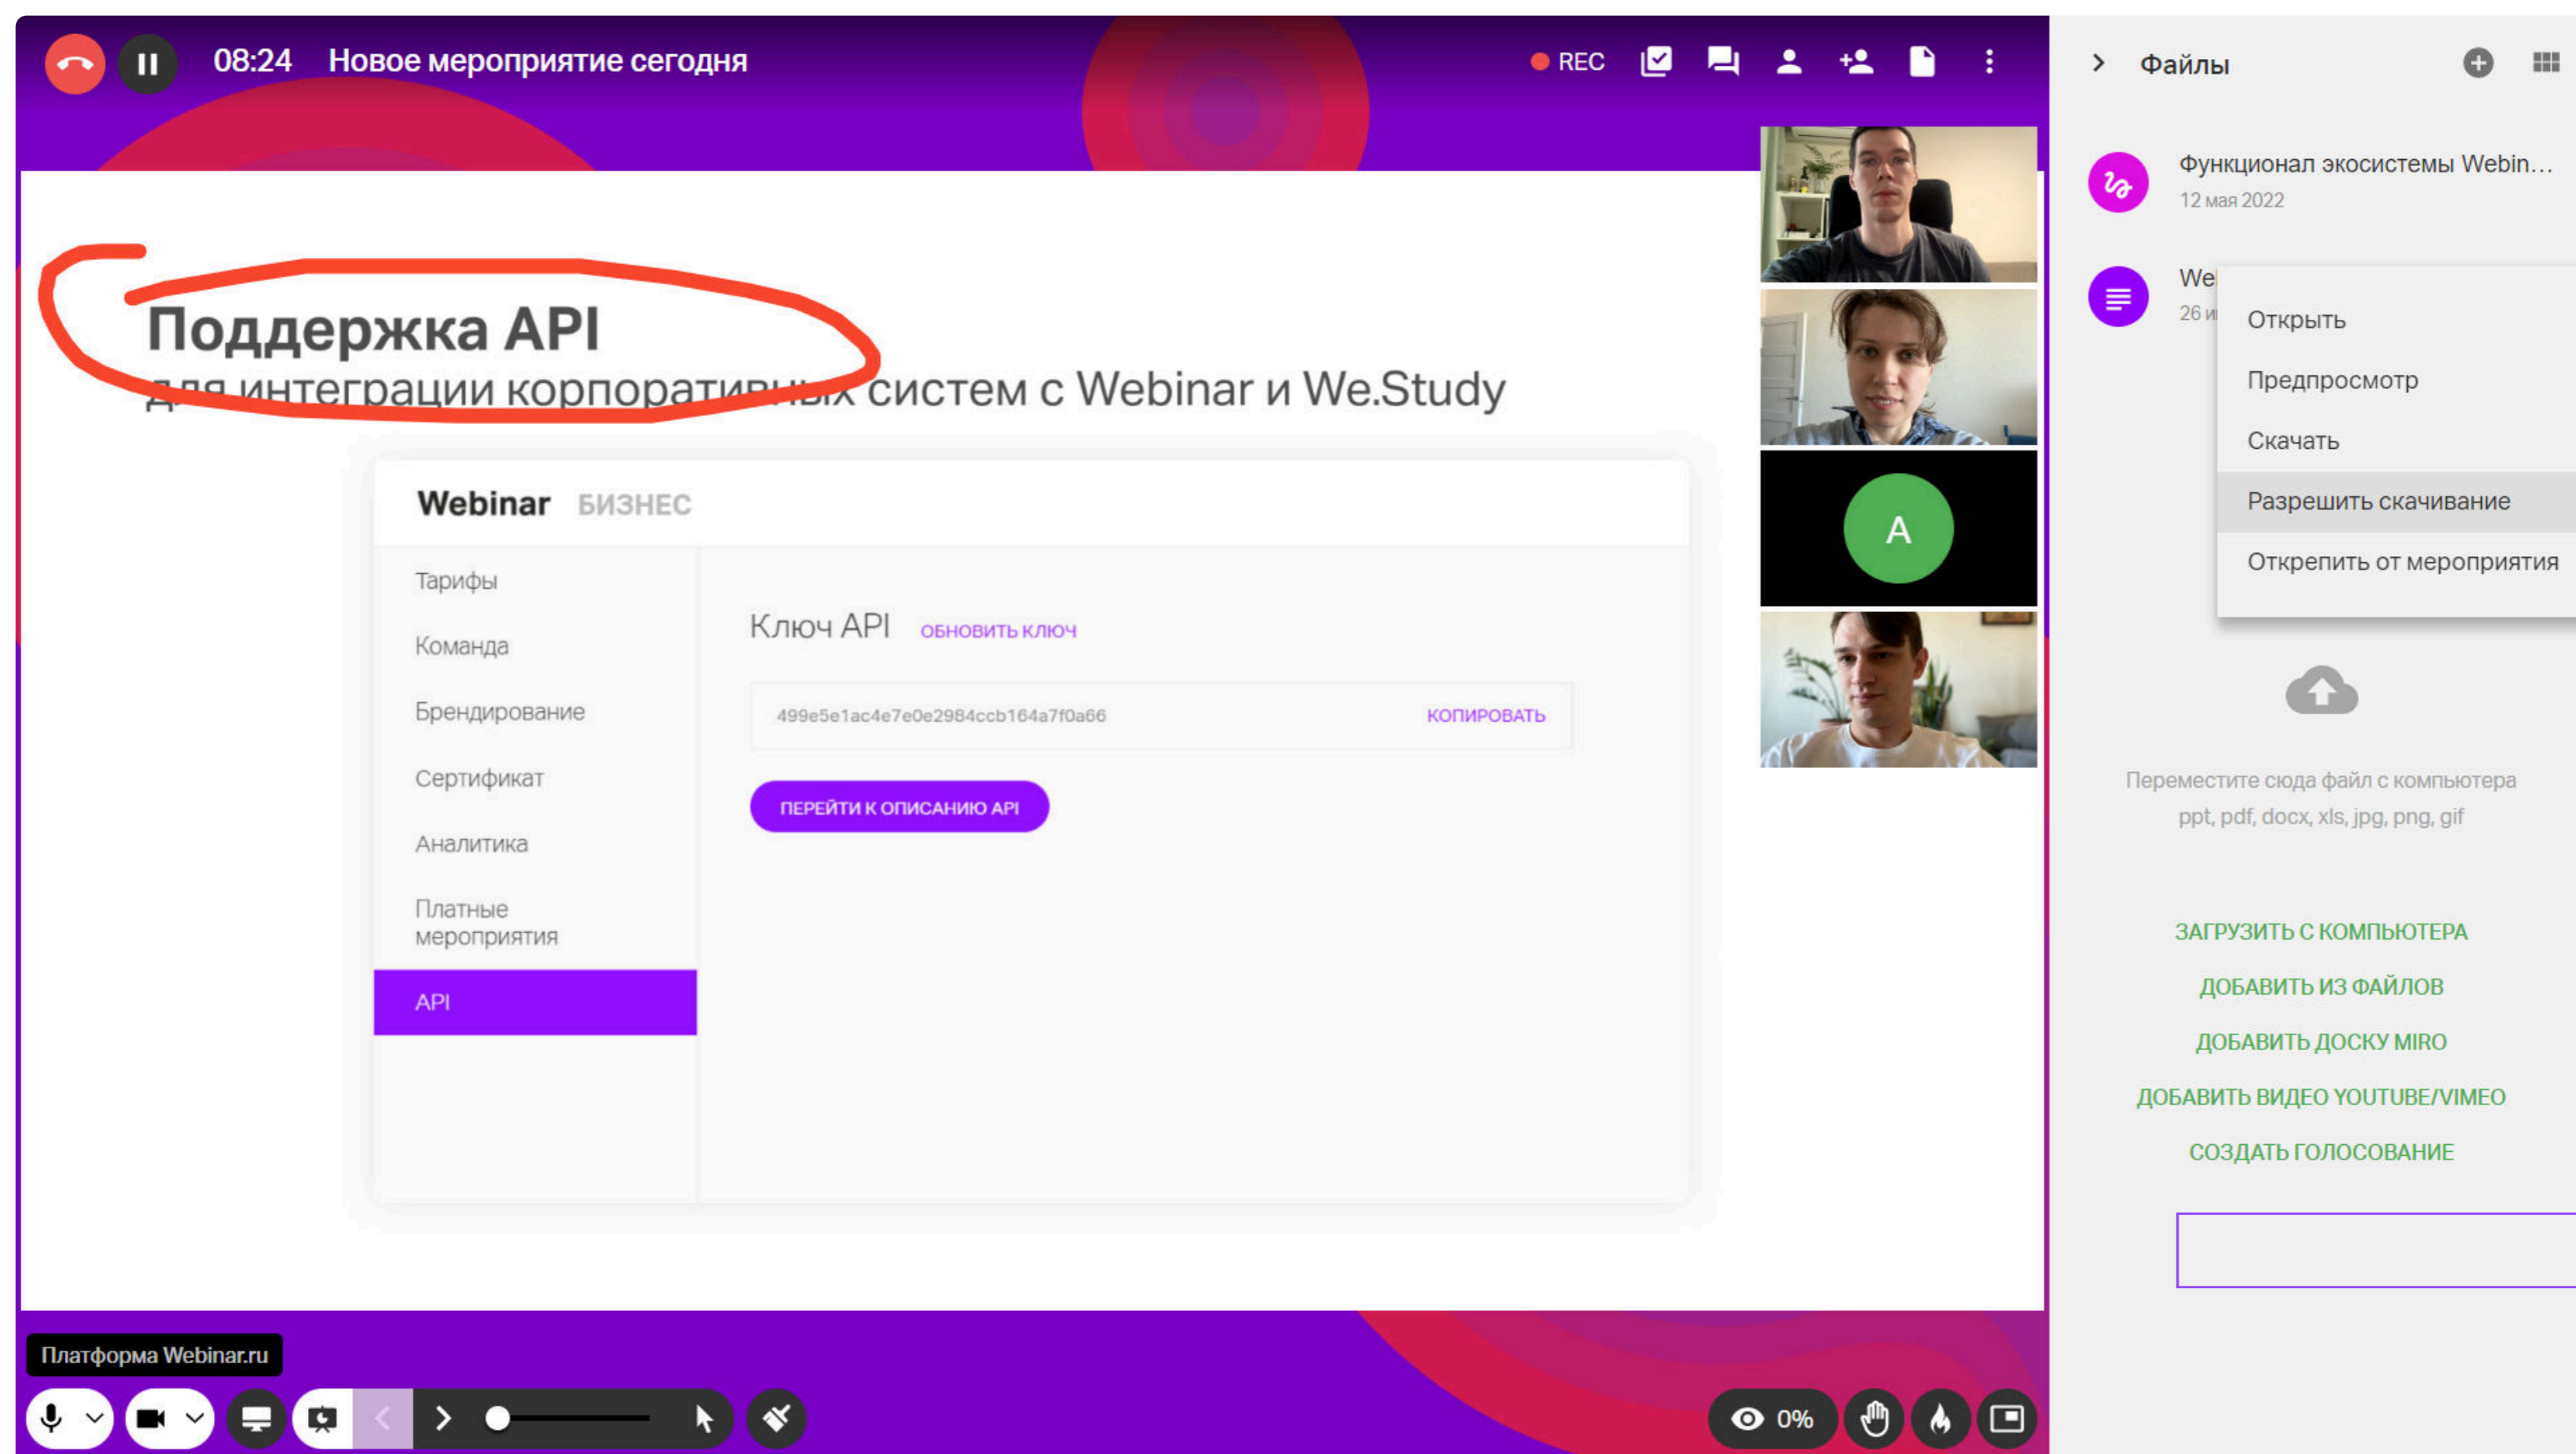 08:24 Новое мероприятие сегодня
REC
Поддержка API
для интеграции корпоративных систем с Webinar и We.Study
Webinar БИЗНЕС
Тарифы
Команда
Брендирование
Сертификат
Аналитика
Платные
мероприятия
API
Ключ API ОБНОВИТЬ КЛЮЧ
499e5e1ac4e7e0e2984ccb164a7f0a66 КОПИРОВАТЬ
ПЕРЕЙТИ К ОПИСАНИЮ API
A
Платформа Webinar.ru
0%
Файлы
Функционал экосистемы Webin...
12 мая 2022
We
26 и
Открыть
Предпросмотр
Скачать
Разрешить скачивание
Открепить от мероприятия
Переместите сюда файл с компьютера
ppt, pdf, docx, xls, jpg, png, gif
ЗАГРУЗИТЬ С КОМПЬЮТЕРА
ДОБАВИТЬ ИЗ ФАЙЛОВ
ДОБАВИТЬ ДОСКУ MIRO
ДОБАВИТЬ ВИДЕО YOUTUBE/VIMEO
СОЗДАТЬ ГОЛОСОВАНИЕ